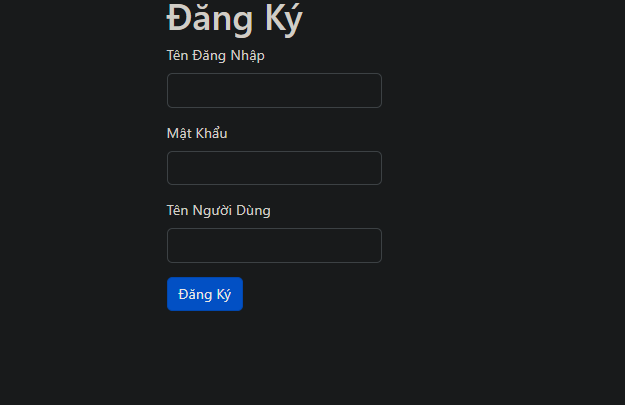 Đăng Ký
Tên Đăng Nhập
Mật Khẩu
Tên Người Dùng
Đăng Ký